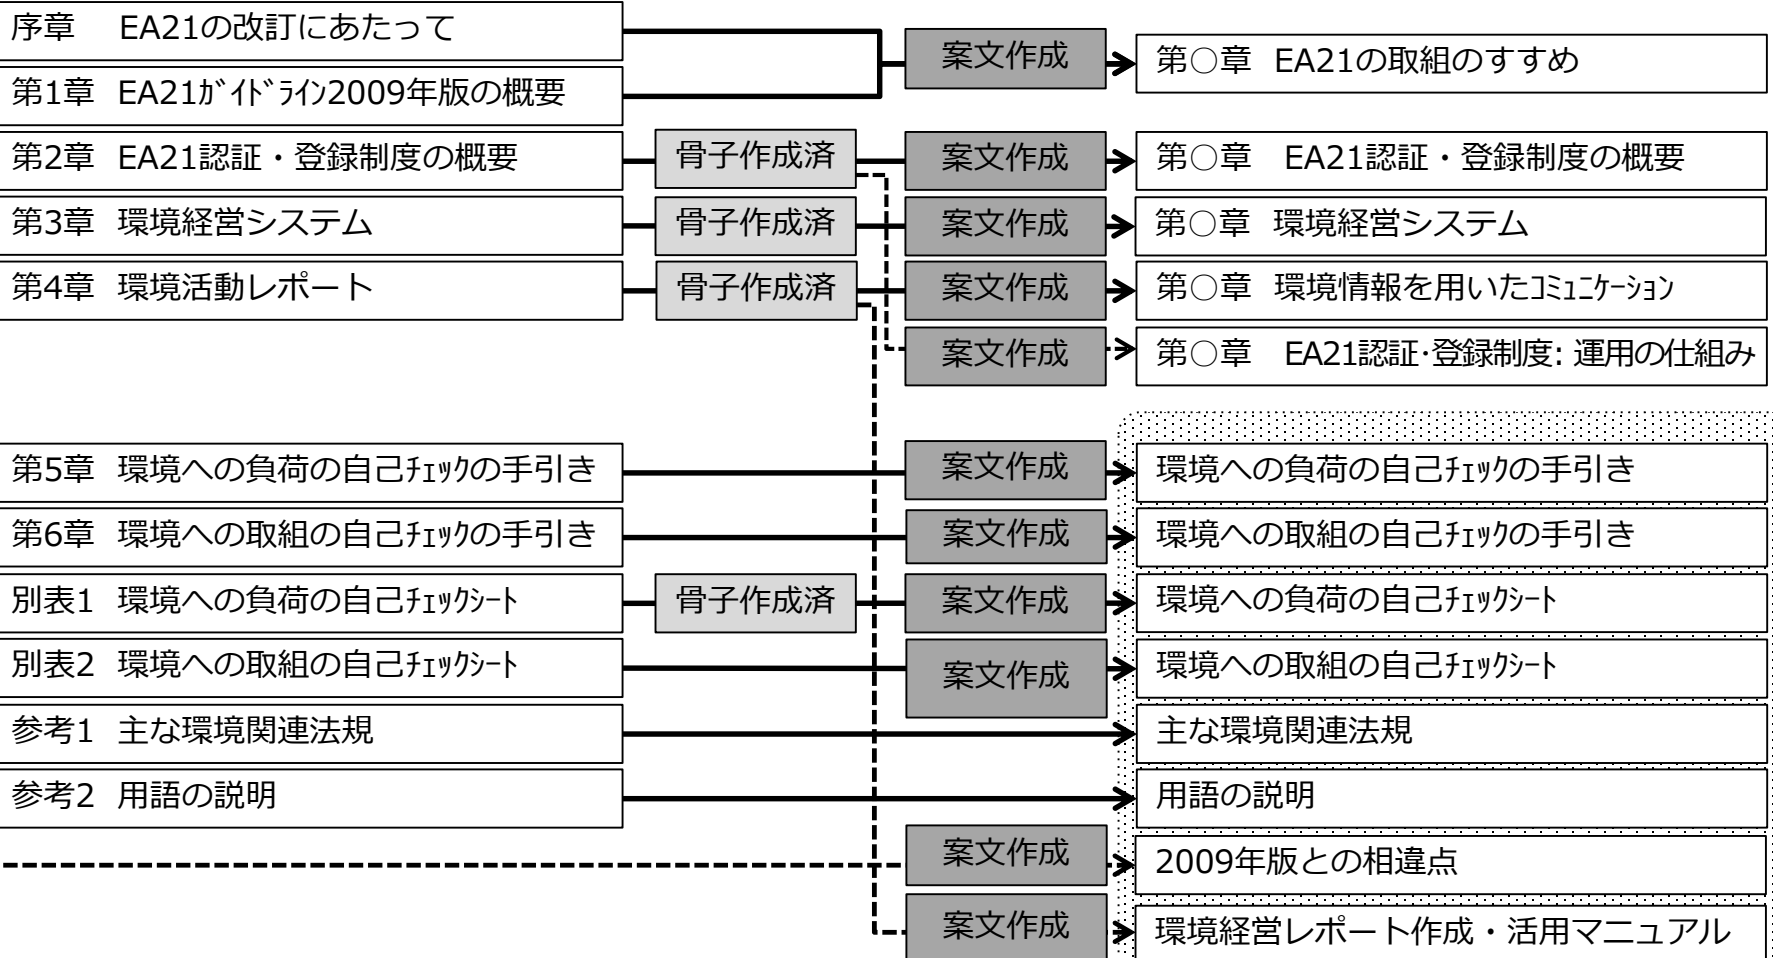 序章 EA21の改訂にあたって
案文作成
第○章 EA21の取組のすすめ
第1章 EA21ｶﾞｲﾄﾞﾗｲﾝ2009年版の概要
第2章 EA21認証・登録制度の概要
骨子作成済
案文作成
第○章 EA21認証・登録制度の概要
第3章 環境経営システム
骨子作成済
案文作成
第○章 環境経営システム
第4章 環境活動レポート
骨子作成済
案文作成
第○章 環境情報を用いたｺﾐｭﾆｹｰｼｮﾝ
案文作成
第○章 EA21認証･登録制度: 運用の仕組み
第5章 環境への負荷の自己ﾁｪｯｸの手引き
案文作成
環境への負荷の自己ﾁｪｯｸの手引き
第6章 環境への取組の自己ﾁｪｯｸの手引き
案文作成
環境への取組の自己ﾁｪｯｸの手引き
別表1 環境への負荷の自己ﾁｪｯｸｼｰﾄ
骨子作成済
案文作成
環境への負荷の自己ﾁｪｯｸｼｰﾄ
別表2 環境への取組の自己ﾁｪｯｸｼｰﾄ
案文作成
環境への取組の自己ﾁｪｯｸｼｰﾄ
参考1 主な環境関連法規
主な環境関連法規
参考2 用語の説明
用語の説明
案文作成
2009年版との相違点
案文作成
環境経営レポート作成・活用マニュアル